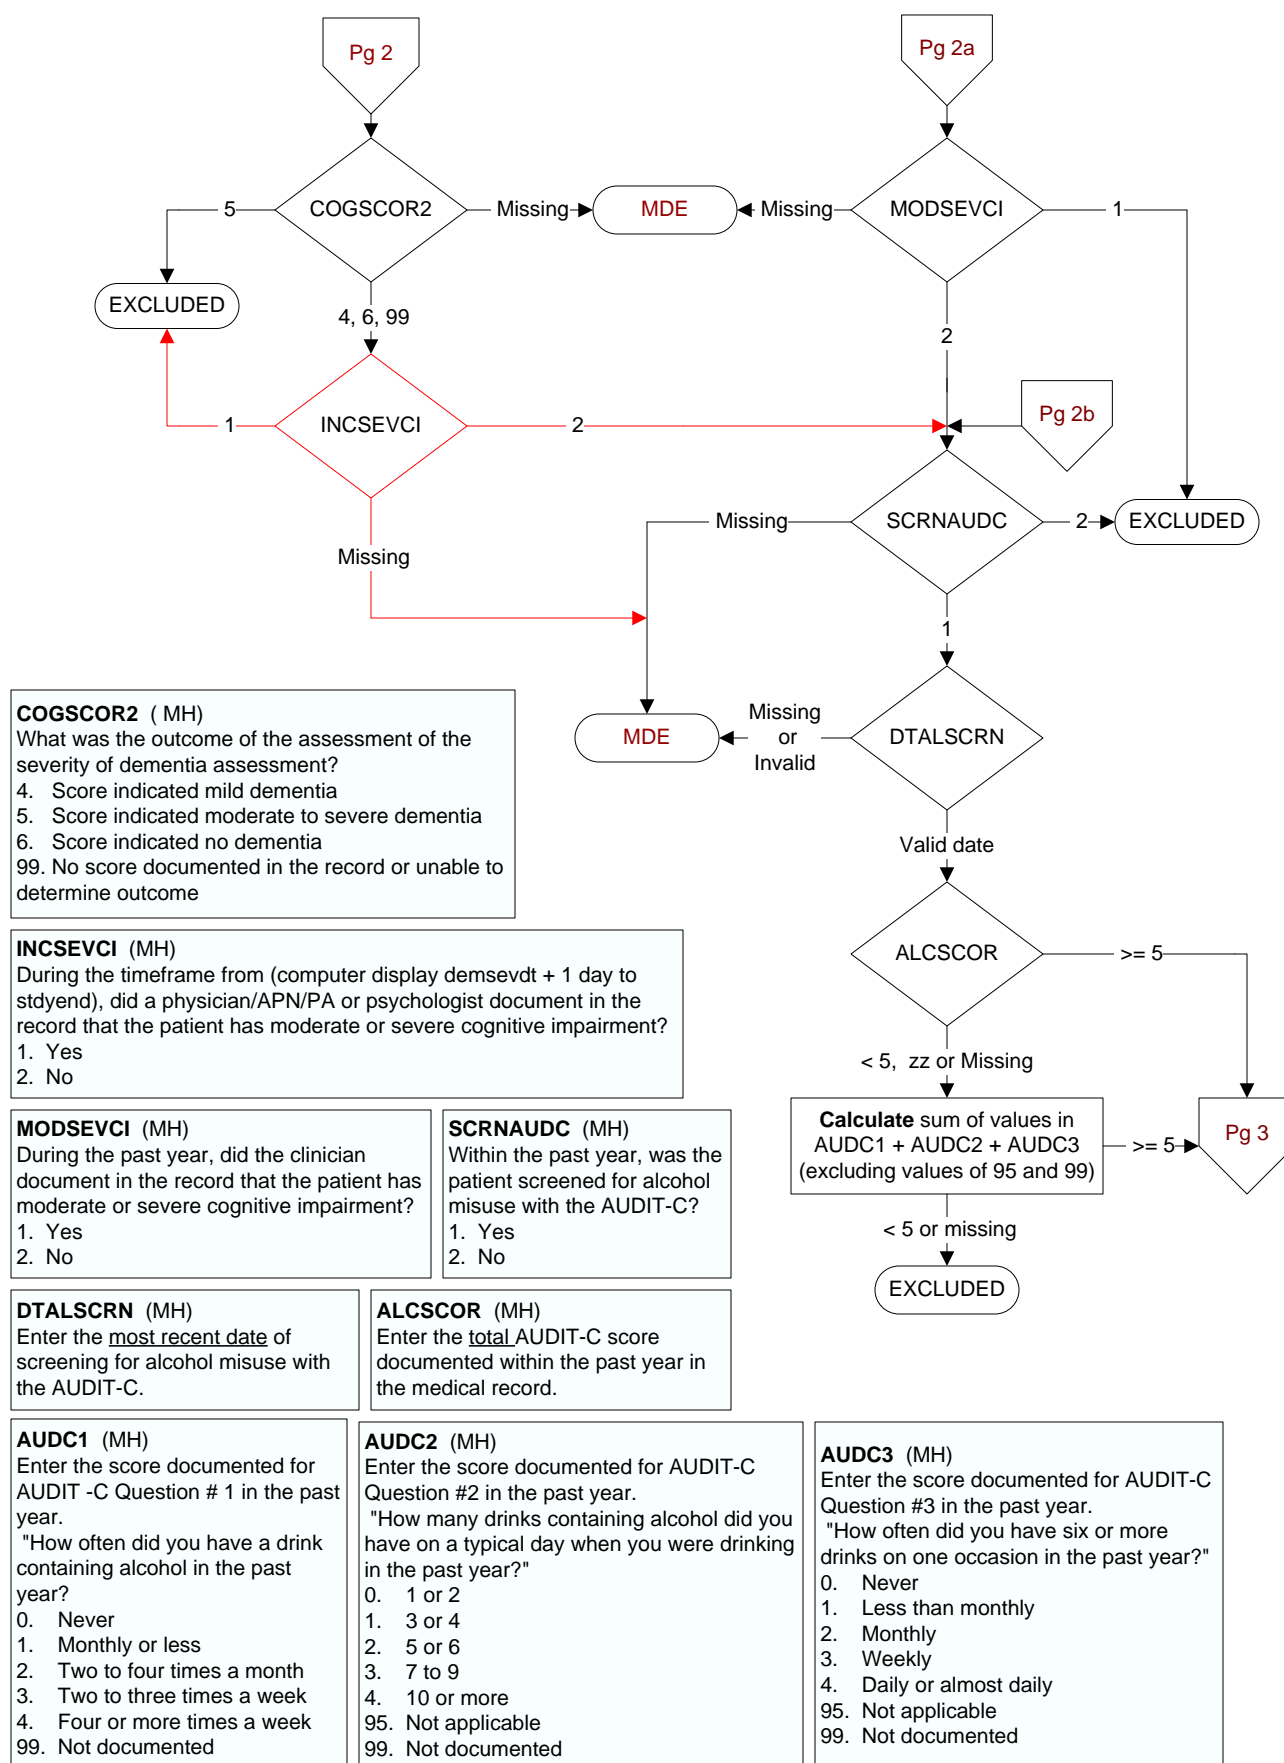 Pg 2
Pg 2a
COGSCOR2
MODSEVCI
5
Missing
MDE
Missing
1
EXCLUDED
4, 6, 99
2
INCSEVCI
1
2
Pg 2b
SCRNAUDC
Missing
2
EXCLUDED
Missing
1
MDE
Missing
or
Invalid
DTALSCRN
Valid date
ALCSCOR
>= 5
< 5, zz or Missing
Calculate sum of values in
AUDC1 + AUDC2 + AUDC3
(excluding values of 95 and 99)
>= 5
Pg 3
< 5 or missing
EXCLUDED
COGSCOR2 ( MH)
What was the outcome of the assessment of the
severity of dementia assessment?
4. Score indicated mild dementia
5. Score indicated moderate to severe dementia
6. Score indicated no dementia
99. No score documented in the record or unable to
determine outcome
INCSEVCI (MH)
During the timeframe from (computer display demsevdt + 1 day to
stdyend), did a physician/APN/PA or psychologist document in the
record that the patient has moderate or severe cognitive impairment?
1. Yes
2. No
MODSEVCI (MH)
During the past year, did the clinician
document in the record that the patient has
moderate or severe cognitive impairment?
1. Yes
2. No
SCRNAUDC (MH)
Within the past year, was the
patient screened for alcohol
misuse with the AUDIT-C?
1. Yes
2. No
DTALSCRN (MH)
Enter the most recent date of
screening for alcohol misuse with
the AUDIT-C.
ALCSCOR (MH)
Enter the total AUDIT-C score
documented within the past year in
the medical record.
AUDC1 (MH)
Enter the score documented for
AUDIT -C Question # 1 in the past
year.
"How often did you have a drink
containing alcohol in the past
year?
0. Never
1. Monthly or less
2. Two to four times a month
3. Two to three times a week
4. Four or more times a week
99. Not documented
AUDC2 (MH)
Enter the score documented for AUDIT-C
Question #2 in the past year.
"How many drinks containing alcohol did you
have on a typical day when you were drinking
in the past year?"
0. 1 or 2
1. 3 or 4
2. 5 or 6
3. 7 to 9
4. 10 or more
95. Not applicable
99. Not documented
AUDC3 (MH)
Enter the score documented for AUDIT-C
Question #3 in the past year.
"How often did you have six or more
drinks on one occasion in the past year?"
0. Never
1. Less than monthly
2. Monthly
3. Weekly
4. Daily or almost daily
95. Not applicable
99. Not documented